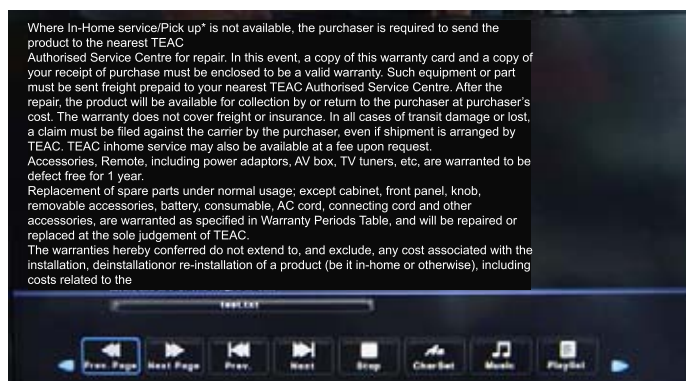 Where In-Home service/Pick up* is not available, the purchaser is required to send the
product to the nearest TEAC
Authorised Service Centre for repair. In this event, a copy of this warranty card and a copy of
your receipt of purchase must be enclosed to be a valid warranty. Such equipment or part
must be sent freight prepaid to your nearest TEAC Authorised Service Centre. After the
repair, the product will be available for collection by or return to the purchaser at purchaser's
cost. The warranty does not cover freight or insurance. In all cases of transit damage or lost,
a claim must be filed against the carrier by the purchaser, even if shipment is arranged by
TEAC. TEAC inhome service may also be available at a fee upon request.
Accessories, Remote, including power adaptors, AV box, TV tuners, etc, are warranted to be
defect free for 1 year.
Replacement of spare parts under normal usage; except cabinet, front panel, knob,
removable accessories, battery, consumable, AC cord, connecting cord and other
accessories, are warranted as specified in Warranty Periods Table, and will be repaired or
replaced at the sole judgement of TEAC.
The warranties hereby conferred do not extend to, and exclude, any cost associated with the
installation, deinstallationor re-installation of a product (be it in-home or otherwise), including
costs related to the
test.txt
Prev. Page Next Page Prev. Next Stop CharSet Music PlayList